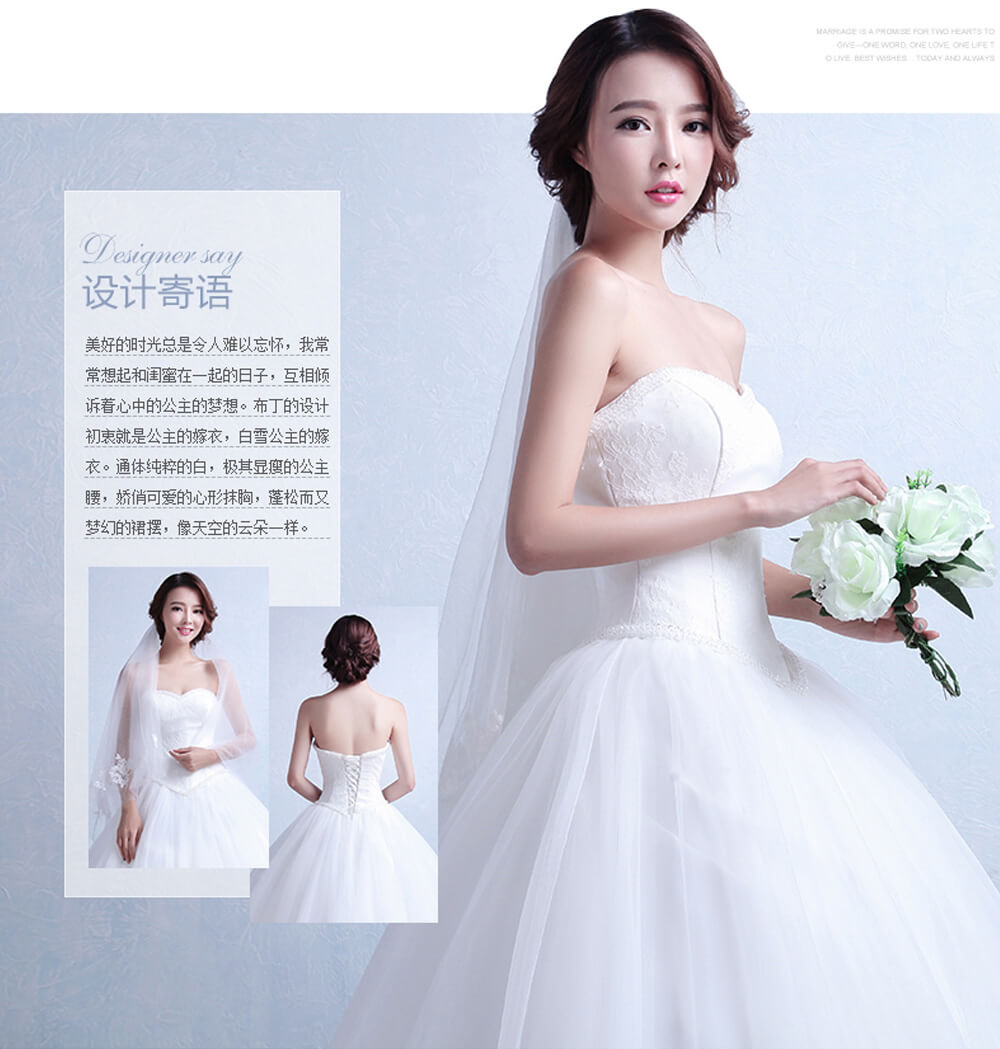 MARRIAGE IS A PROMISE FOR TWO HEARTS TO
GIVE---ONE WORD, ONE LOVE, ONE LIFE T
O LIVE. BEST WISHES... TODAY AND ALWAYS
Designer say
设计寄语
美好的时光总是令人难以忘怀，我常
常想起和闺蜜在一起的日子，互相倾
诉着心中的公主的梦想。布丁的设计
初衷就是公主的嫁衣，白雪公主的嫁
衣。通体纯粹的白，极其显瘦的公主
腰，娇俏可爱的心形抹胸，蓬松而又
梦幻的裙摆，像天空的云朵一样。